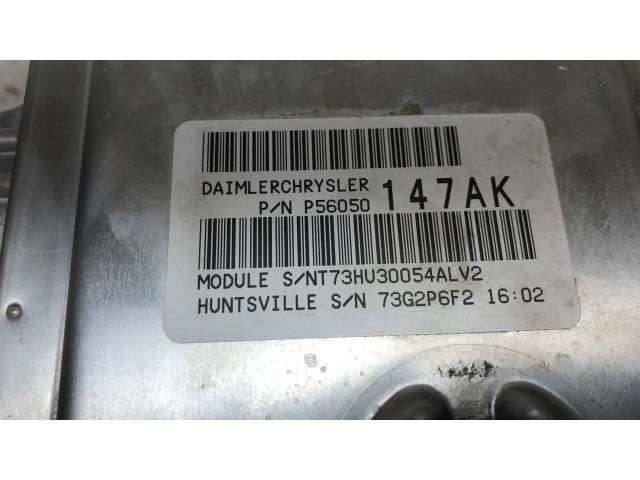 DAIMLERCHRYSLER
P/N P56050 147AK
MODULE S/NT73HU30054ALV2
HUNTSVILLE S/N 73G2P6F2 16:02